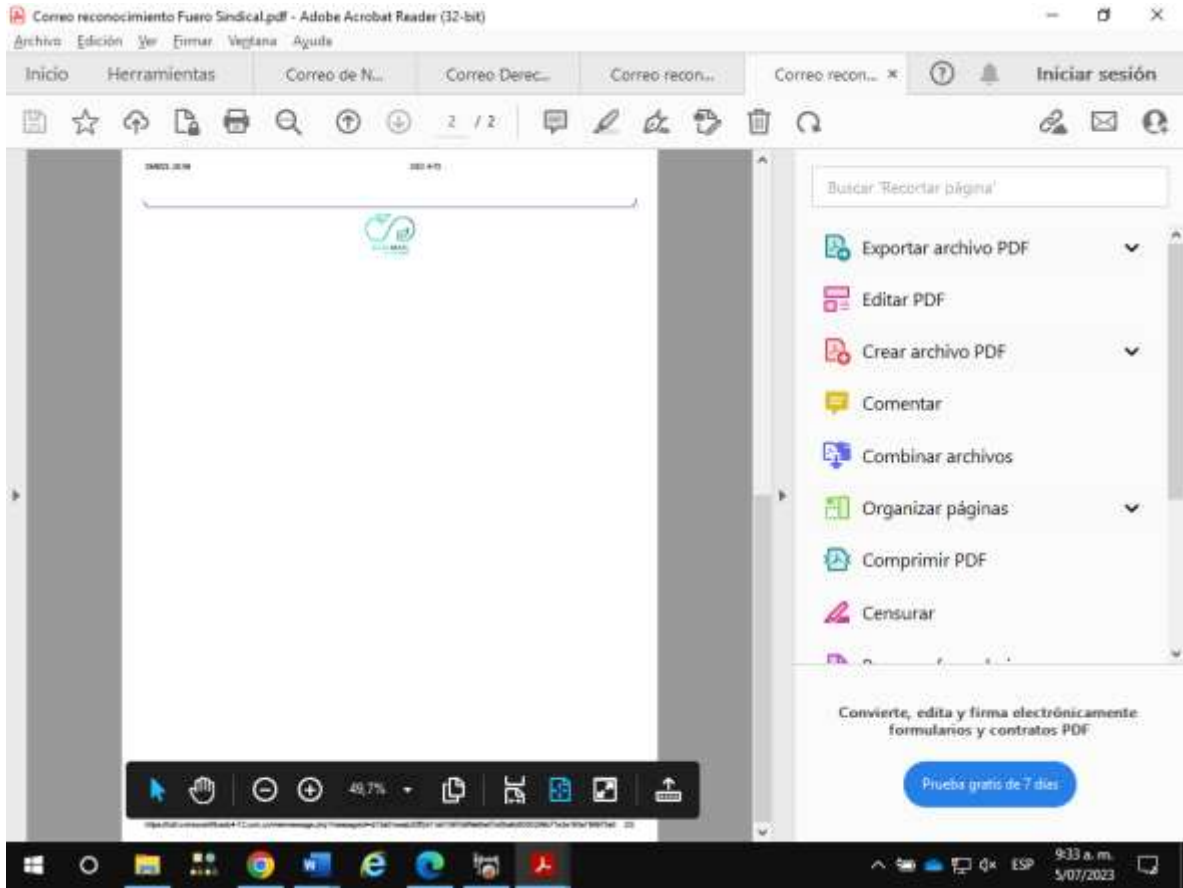 Correo reconocimiento Fuero Sindical.pdf - Adobe Acrobat Reader (32-bit)
Archivo Edición Ver Firmar Ventana Ayuda
Inicio Herramientas Correo de N... Correo Derec... Correo recon... Correo recon... × Iniciar sesión
2 / 2
Buscar 'Recortar página'
Exportar archivo PDF
Editar PDF
Crear archivo PDF
Comentar
Combinar archivos
Organizar páginas
Comprimir PDF
Censurar
Convierte, edita y firma electrónicamente
formularios y contratos PDF
Prueba gratis de 7 días
49,7%
ESP
9:33 a. m.
5/07/2023